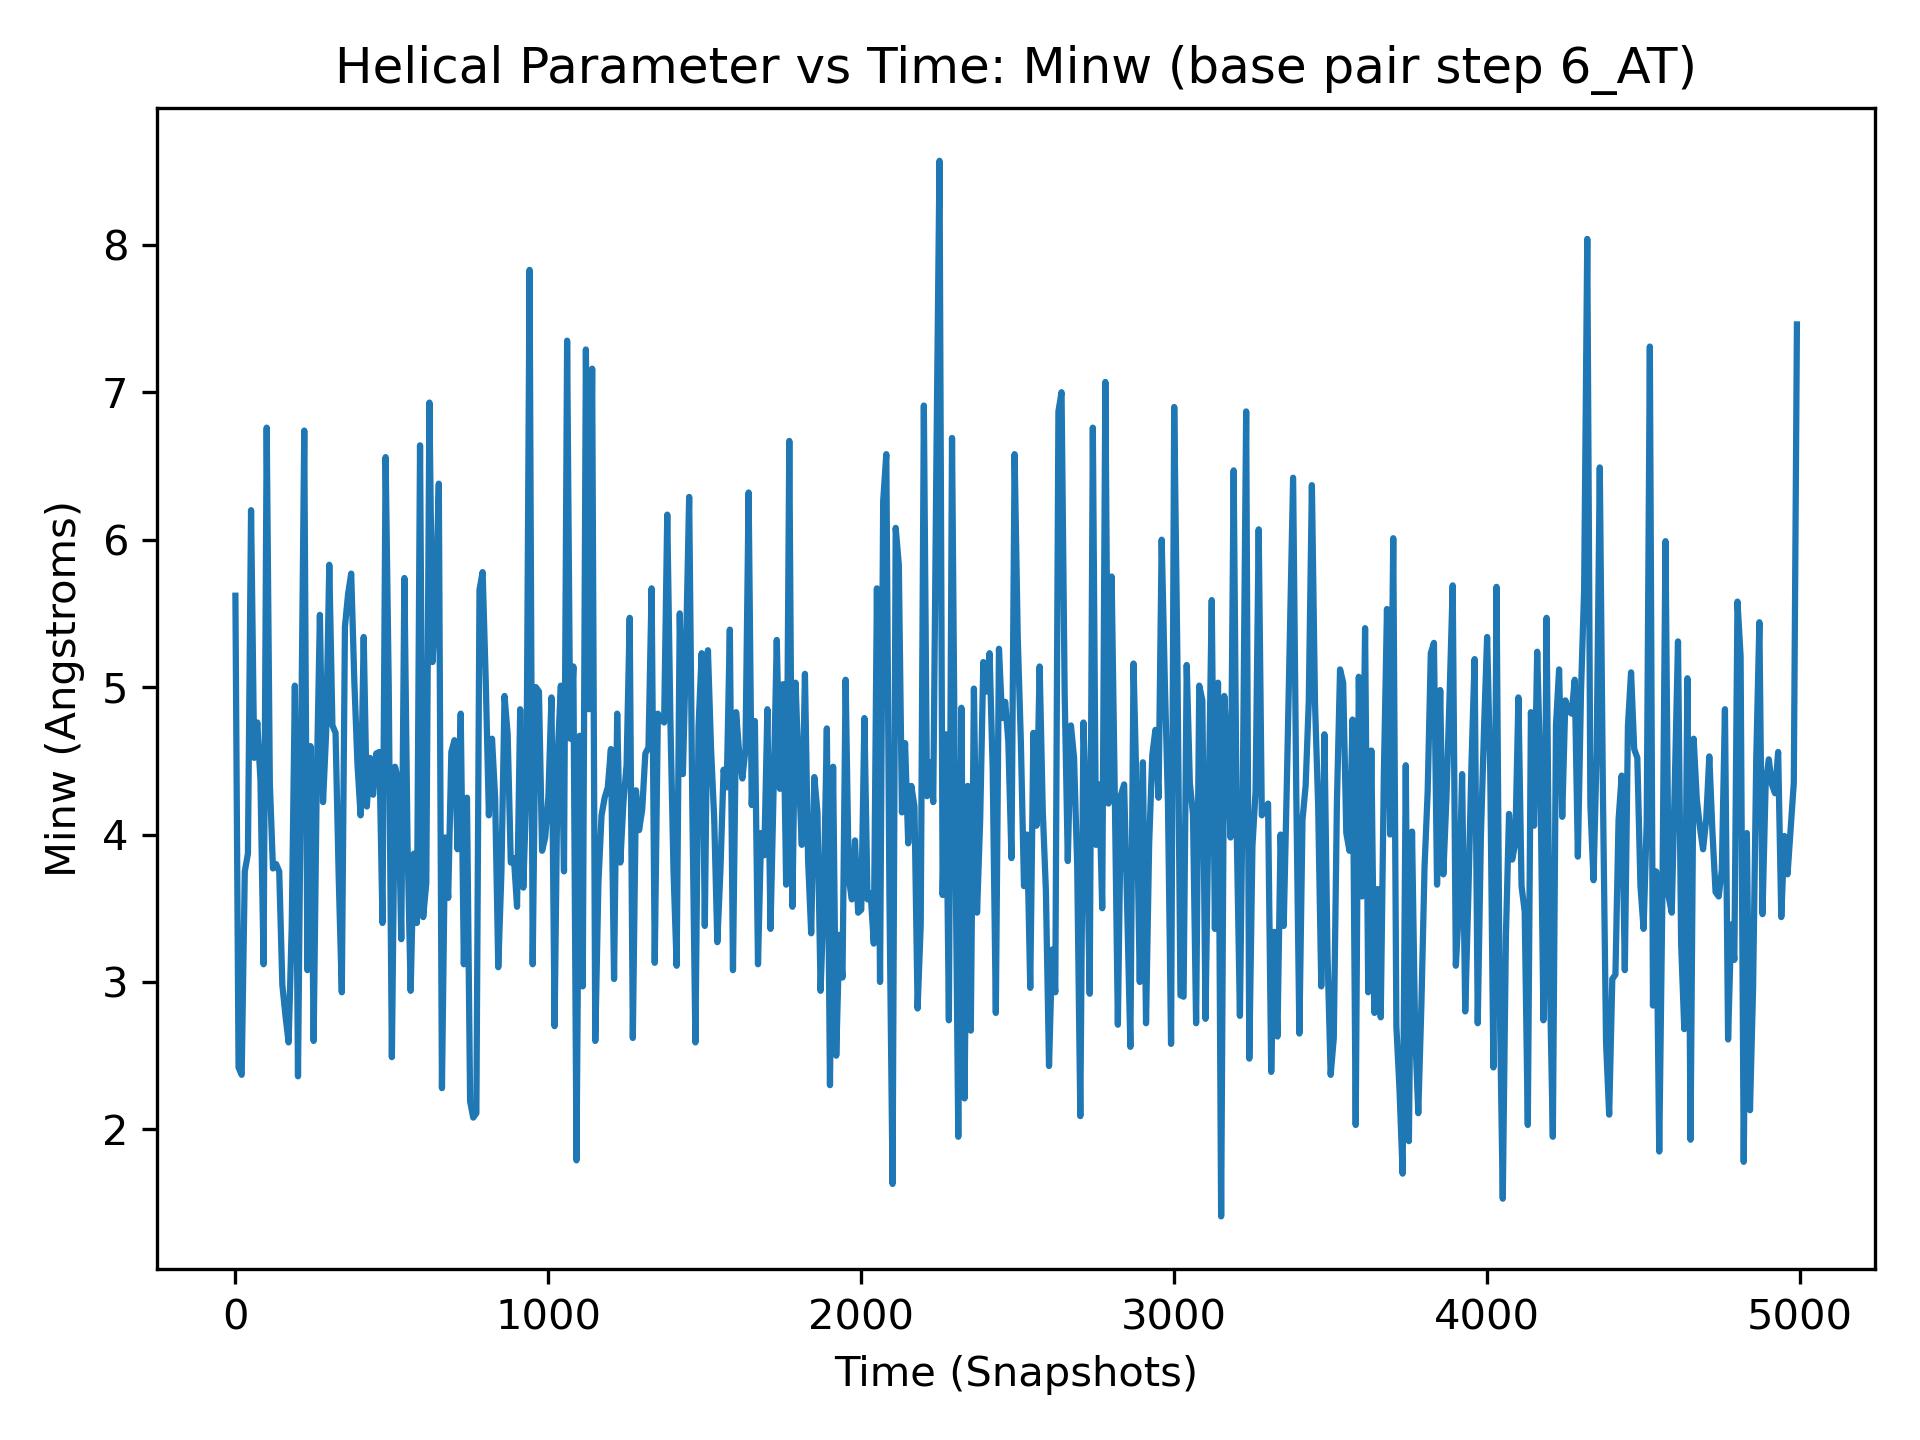 Helical Parameter vs Time: Minw (base pair step 6_AT)
8
7
6
5
4
3
2
Minw (Angstroms)
0 1000 2000 3000 4000 5000
Time (Snapshots)